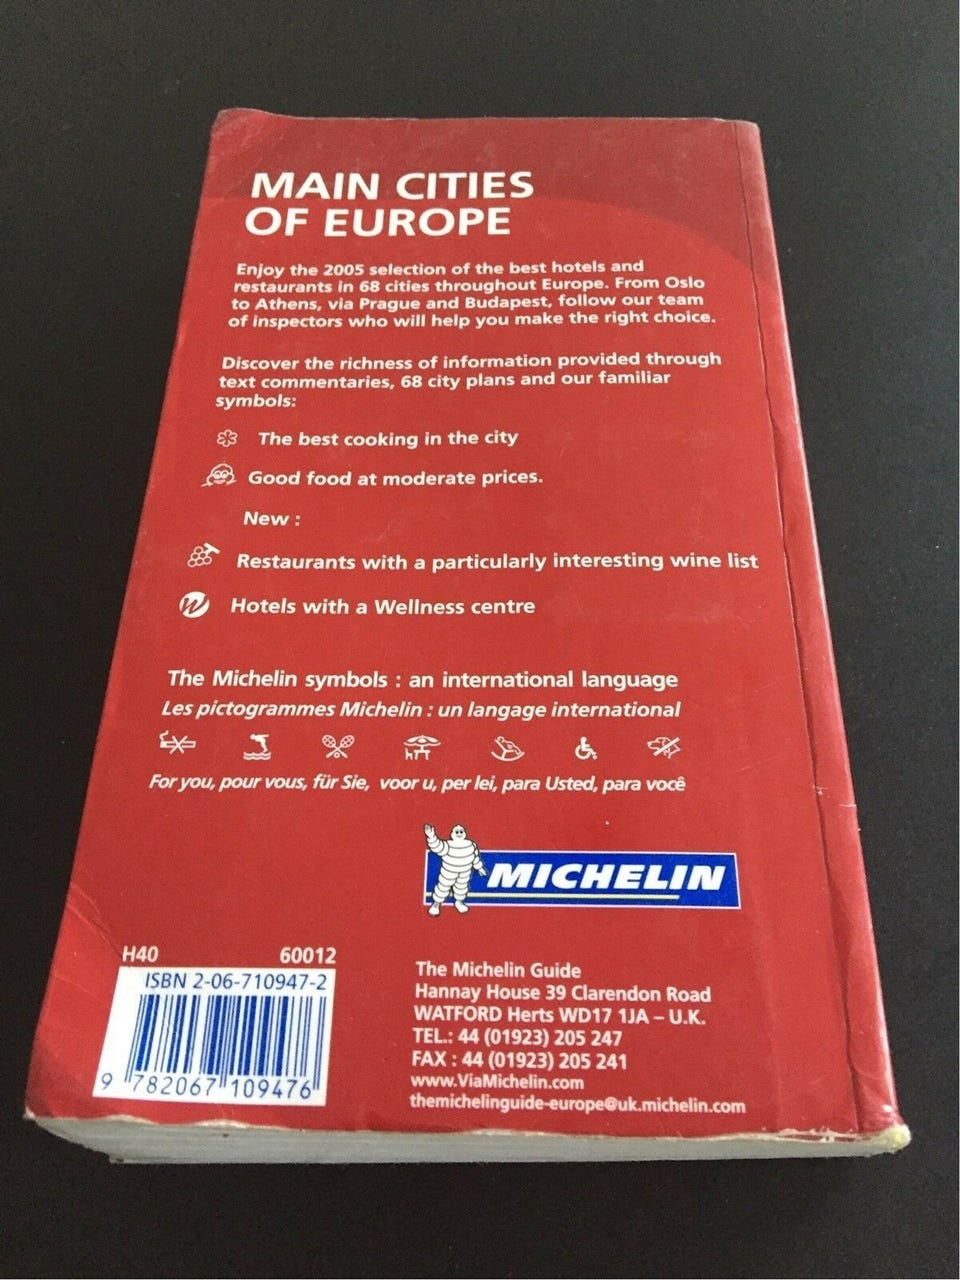 MAIN CITIES
OF EUROPE
Enjoy the 2005 selection of the best hotels and
restaurants in 68 cities throughout Europe. From Oslo
to Athens, via Prague and Budapest, follow our team
of inspectors who will help you make the right choice.
Discover the richness of information provided through
text commentaries, 68 city plans and our familiar
symbols:
The best cooking in the city
Good food at moderate prices.
New :
Restaurants with a particularly interesting wine list
Hotels with a Wellness centre
The Michelin symbols : an international language
Les pictogrammes Michelin : un langage international
For you, pour vous, für Sie, voor u, per lei, para Usted, para você
MICHELIN
H40 60012
ISBN 2-06-710947-2
9 782067 109476
The Michelin Guide
Hannay House 39 Clarendon Road
WATFORD Herts WD17 1JA – U.K.
TEL.: 44 (01923) 205 247
FAX : 44 (01923) 205 241
www.ViaMichelin.com
themichelinguide-europe@uk.michelin.com